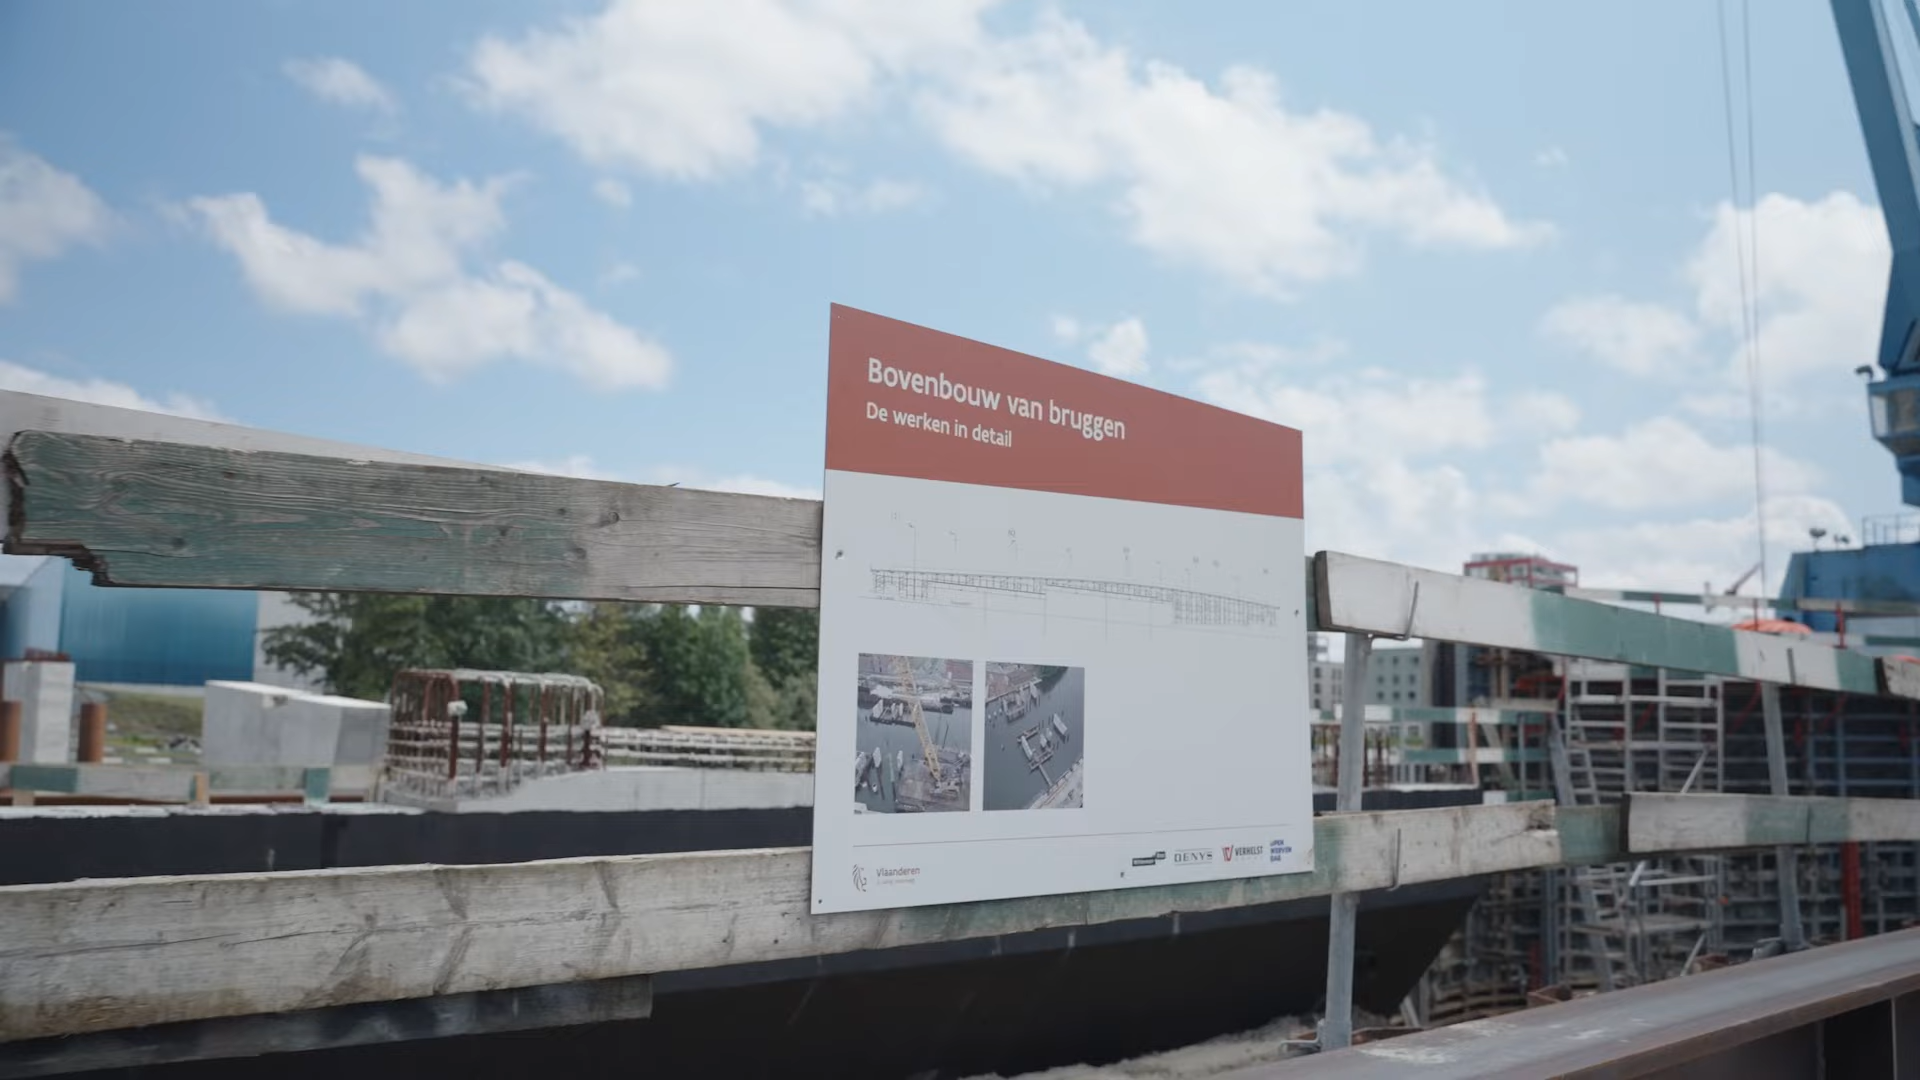 Bovenbouw van bruggen
De werken in detail
Vlaanderen
DENYS
VERHELST
OPEN
WERVEN
DAG